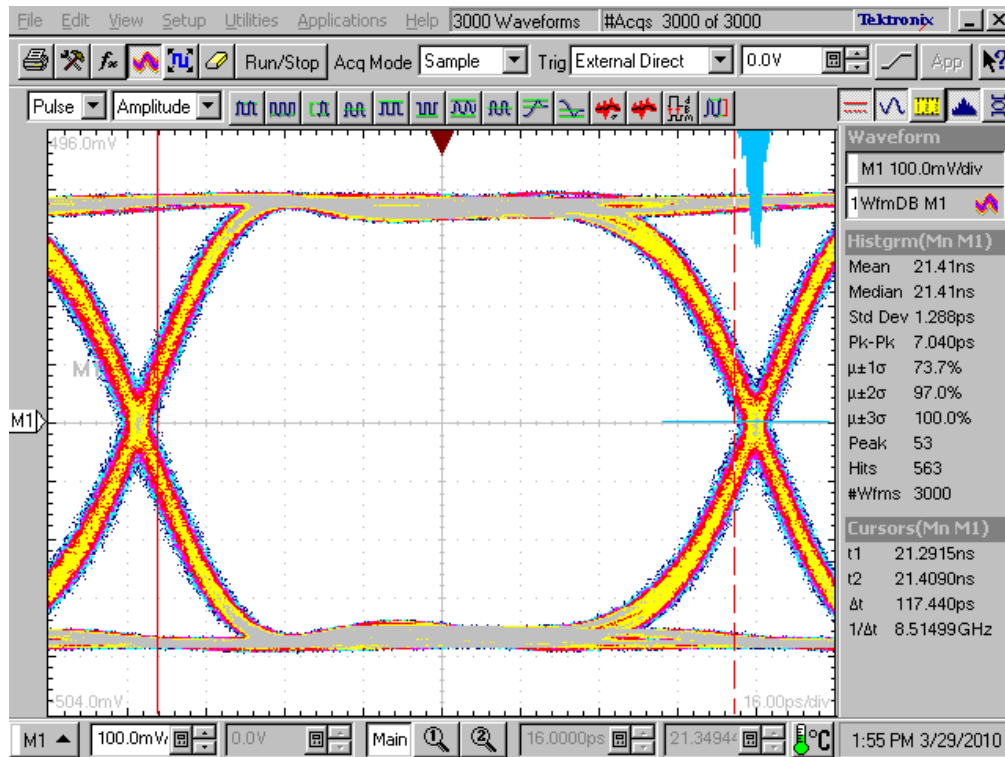 File Edit View Setup Utilities Applications Help 3000 Waveforms #Acqs 3000 of 3000 Tektronix
Run/Stop Acq Mode Sample Trig External Direct 0.0V App
Pulse Amplitude
496.0mV
Waveform
M1 100.0mV/div
1WfmDB M1
Histgrm(Mn M1)
Mean 21.41ns
Median 21.41ns
Std Dev 1.288ps
Pk-Pk 7.040ps
µ±1σ 73.7%
M1
µ±2σ 97.0%
M1
µ±3σ 100.0%
Peak 53
Hits 563
#Wfms 3000
Cursors(Mn M1)
t1 21.2915ns
t2 21.4090ns
Δt 117.440ps
1/Δt 8.51499GHz
-504.0mV 16.00ps/div
M1 100.0mV/ 0.0V Main 1 2 16.0000ps 21.3494 °C 1:55 PM 3/29/2010